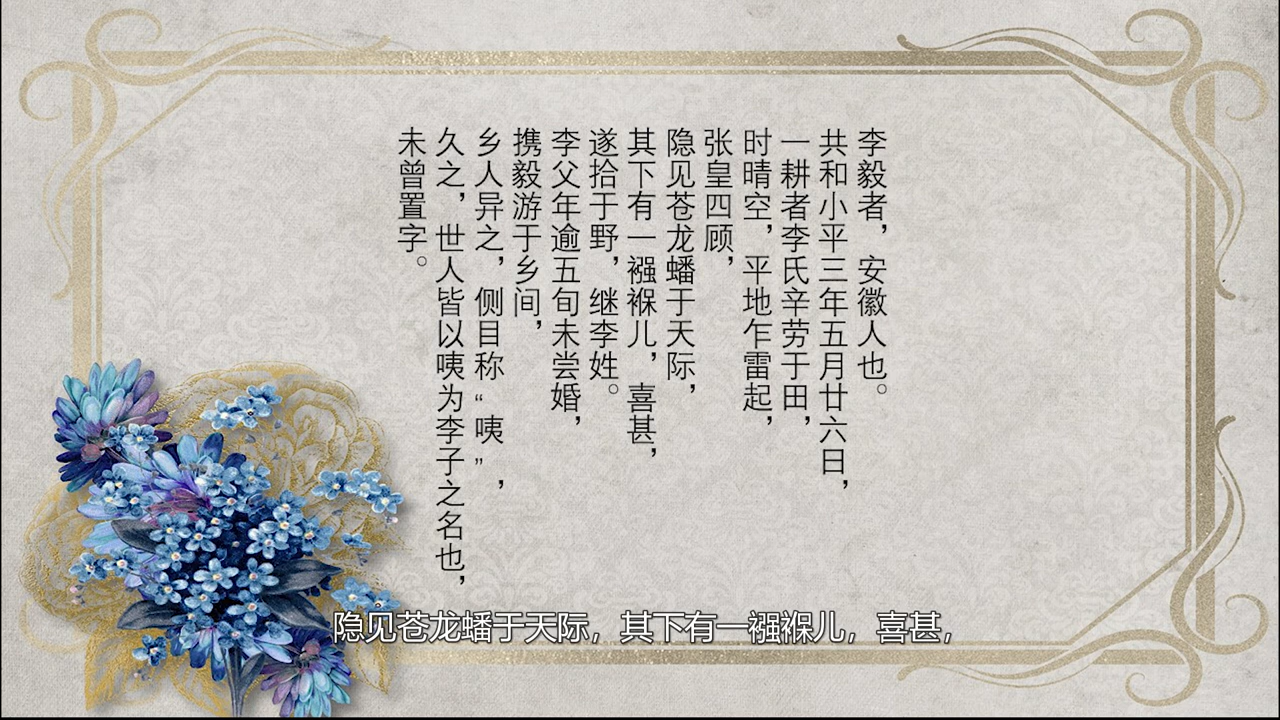 李毅者，安徽人也。
共和小平三年五月廿六日，
一耕者李氏辛劳于田，
时晴空，平地乍雷起，
张皇四顾，
隐见苍龙蟠于天际，
其下有一襁褓儿，喜甚，
遂拾于野，继李姓。
李父年逾五旬未尝婚，
携毅游于乡间，
乡人异之，侧目称“咦”，
久之，世人皆以咦为李子之名也，
未曾置字。
隐见苍龙蟠于天际，其下有一襁褓儿，喜甚，